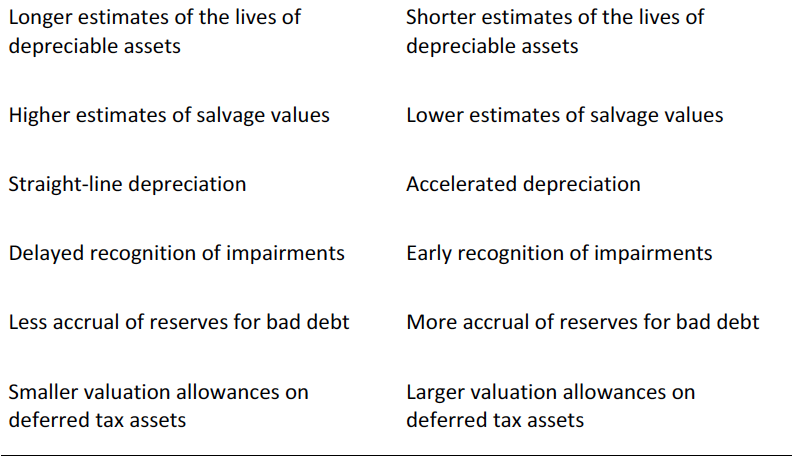 Longer estimates of the lives of
depreciable assets
Shorter estimates of the lives of
depreciable assets
Higher estimates of salvage values
Lower estimates of salvage values
Straight-line depreciation
Accelerated depreciation
Delayed recognition of impairments
Early recognition of impairments
Less accrual of reserves for bad debt
More accrual of reserves for bad debt
Smaller valuation allowances on
deferred tax assets
Larger valuation allowances on
deferred tax assets